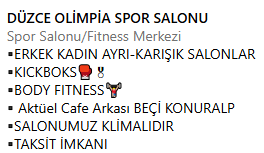 DÜZCE OLİMPİA SPOR SALONU
Spor Salonu/Fitness Merkezi
▪ERKEK KADIN AYRI-KARIŞIK SALONLAR
▪KICKBOKS🥊🎖
▪BODY FITNESS🏋
▪ Aktüel Cafe Arkası BEÇİ KONURALP
▪SALONUMUZ KLİMALIDIR
▪TAKSİT İMKANI